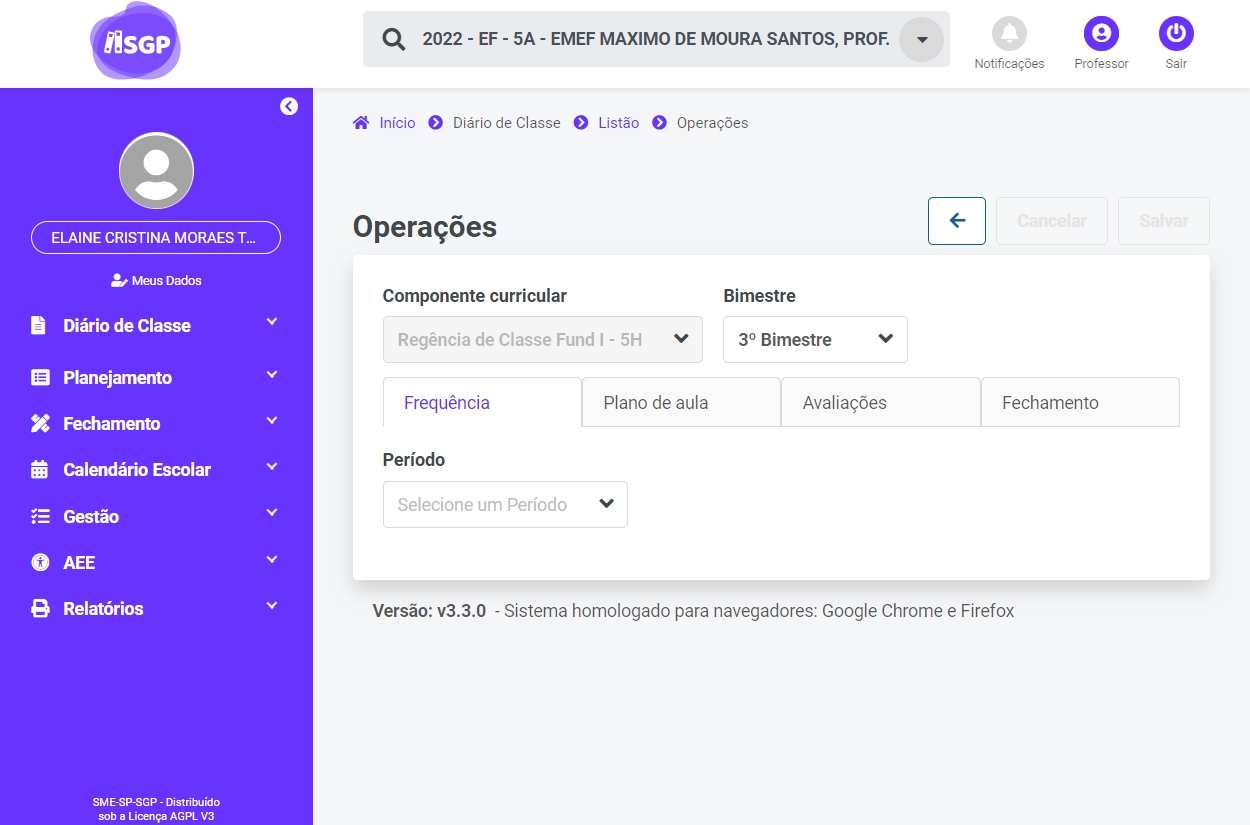 SGP
2022 - EF - 5A - EMEF MAXIMO DE MOURA SANTOS, PROF.
Notificações
Professor
Sair
Início Diário de Classe Listão Operações
ELAINE CRISTINA MORAES T...
Meus Dados
Diário de Classe
Planejamento
Fechamento
Calendário Escolar
Gestão
AEE
Relatórios
SME-SP-SGP - Distribuído
sob a Licença AGPL V3
Operações
Cancelar
Salvar
Componente curricular
Bimestre
Regência de Classe Fund I - 5H
3º Bimestre
Frequência
Plano de aula
Avaliações
Fechamento
Período
Selecione um Período
Versão: v3.3.0 - Sistema homologado para navegadores: Google Chrome e Firefox